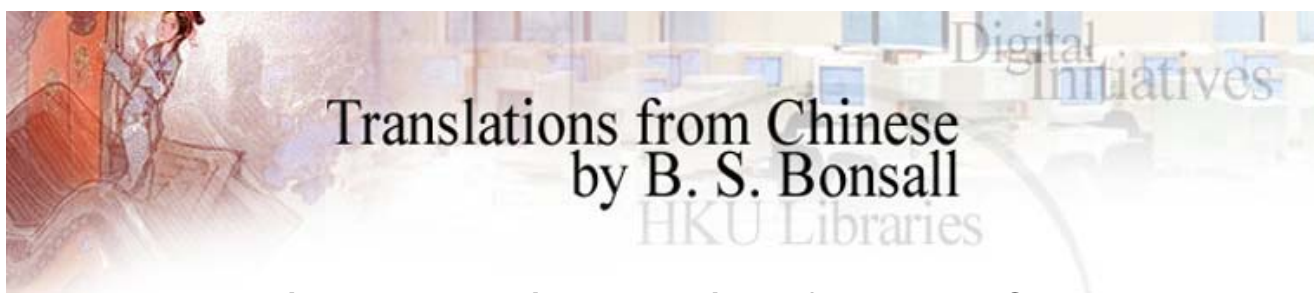 Digital
Initiatives
Translations from Chinese
by B. S. Bonsall
HKU Libraries